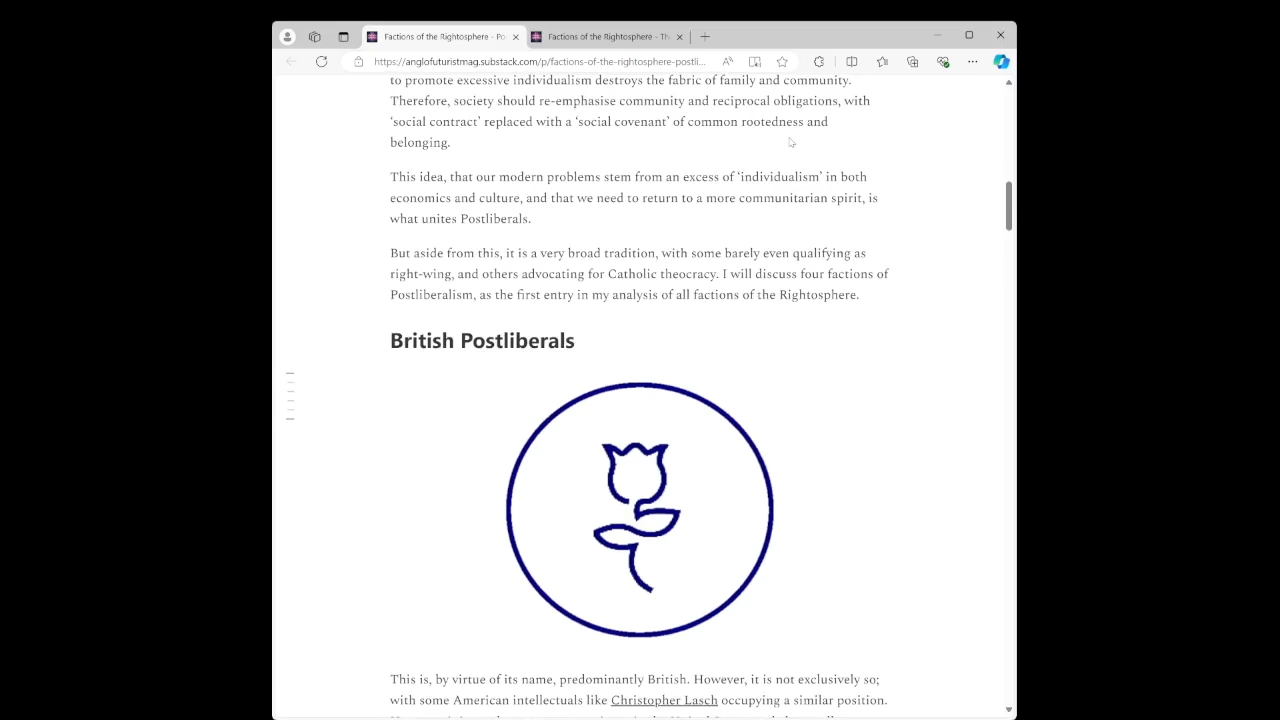 Factions of the Rightosphere - Po
Factions of the Rightosphere - Th
https://anglofuturistmag.substack.com/p/factions-of-the-rightosphere-postli...
to promote excessive individualism destroys the fabric of family and community.
Therefore, society should re-emphasise community and reciprocal obligations, with
‘social contract’ replaced with a ‘social covenant’ of common rootedness and
belonging.
This idea, that our modern problems stem from an excess of ‘individualism’ in both
economics and culture, and that we need to return to a more communitarian spirit, is
what unites Postliberals.
But aside from this, it is a very broad tradition, with some barely even qualifying as
right-wing, and others advocating for Catholic theocracy. I will discuss four factions of
Postliberalism, as the first entry in my analysis of all factions of the Rightosphere.
British Postliberals
This is, by virtue of its name, predominantly British. However, it is not exclusively so;
with some American intellectuals like Christopher Lasch occupying a similar position.